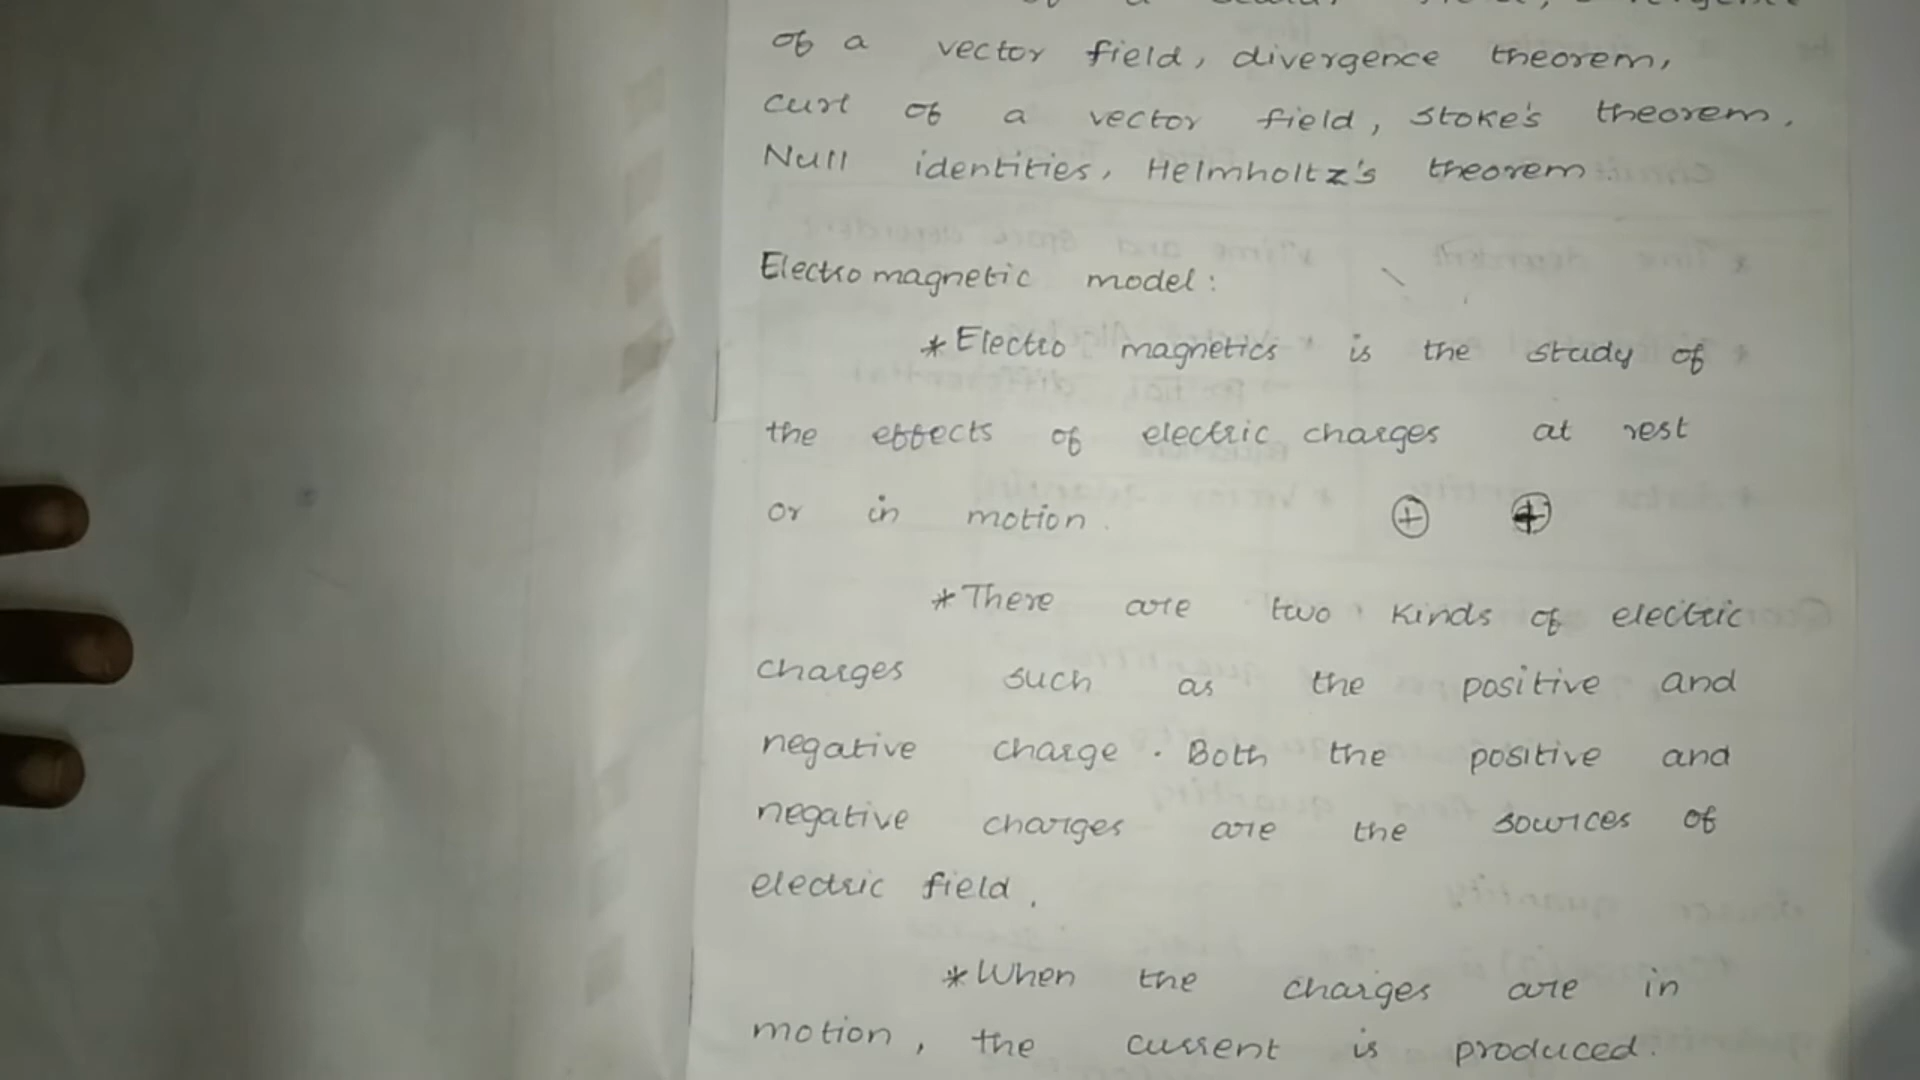 of a vector field, divergence theorem,
curl of a vector field, stoke's theorem.
Null identities, Helmholtz's theorem
Electro magnetic model:
* Electro magnetics is the study of
the effects of electric charges at rest
or in motion.
* There are two kinds of electric
charges such as the positive and
negative charge. Both the positive and
negative charges are the sources of
electric field.
* When the charges are in
motion, the current is produced.